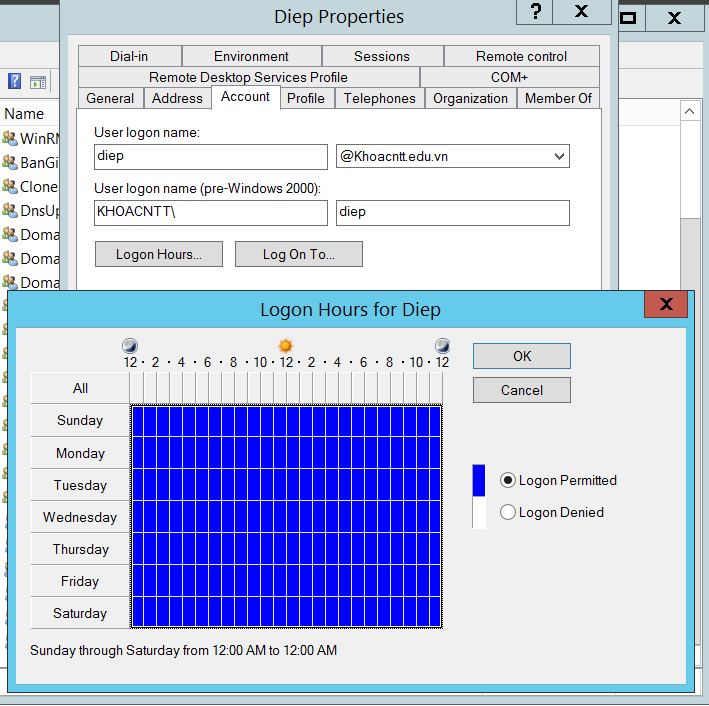 Diep Properties
?
Dial-in Environment Sessions Remote control
Remote Desktop Services Profile COM+
General Address Account Profile Telephones Organization Member Of
User logon name:
diep @Khoacntt.edu.vn
User logon name (pre-Windows 2000):
KHOACNTT\ diep
Logon Hours... Log On To...
Name
WinRM
BanGi
Clone
DnsUp
Doma
Doma
Doma
Logon Hours for Diep
12 · 2 · 4 · 6 · 8 · 10 · 12 · 2 · 4 · 6 · 8 · 10 · 12
All
Sunday
Monday
Tuesday
Wednesday
Thursday
Friday
Saturday
OK
Cancel
Logon Permitted
Logon Denied
Sunday through Saturday from 12:00 AM to 12:00 AM